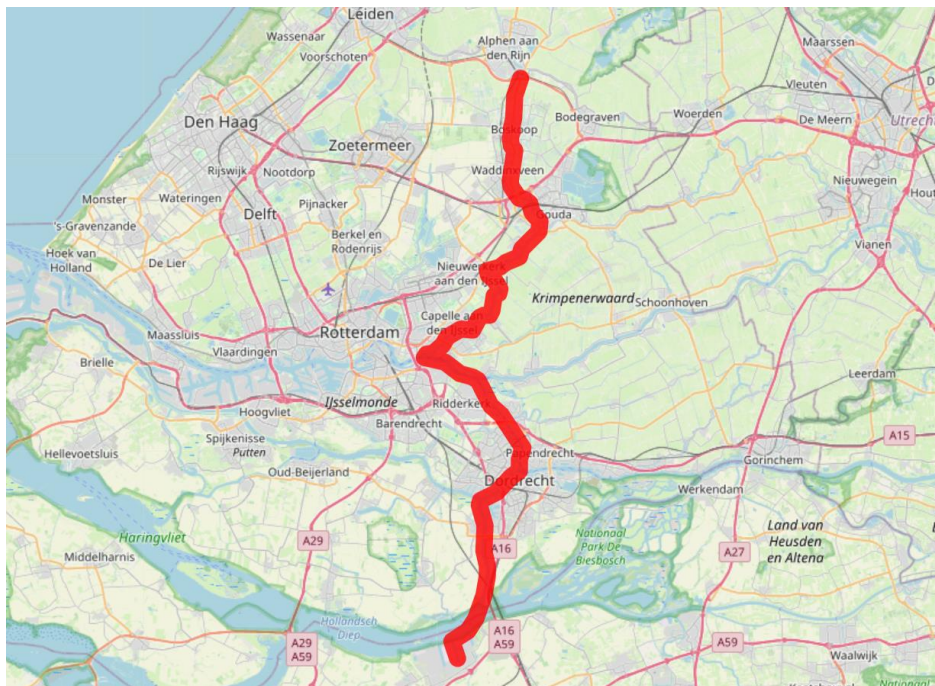 Leiden
Wassenaar
Voorschoten
Alphen aan
den Rijn
Maarssen
Vleuten
De Meern
Utrecht
Den Haag
Zoetermeer
Boskoop
Bodegraven
Woerden
Rijswijk
Nootdorp
Waddinxveen
Nieuwegein
Hout
Monster
Wateringen
Pijnacker
Delft
Gouda
's-Gravenzande
Berkel en
Rodenrijs
Vianen
Hoek van
Holland
De Lier
Nieuwerkerk
aan den IJssel
Krimpenerwaard
Schoonhoven
Capelle aan
den IJssel
Maassluis
Rotterdam
Vlaardingen
Brielle
Leerdam
IJsselmonde
Ridderkerk
Hoogvliet
Barendrecht
A15
Spijkenisse
Putten
Hellevoetsluis
Papendrecht
Gorinchem
Oud-Beijerland
Dordrecht
Werkendam
Haringvliet
A29
A16
Nationaal
Park De
Biesbosch
A27
Land van
Heusden
en Altena
Middelharnis
Hollandsch
Diep
A29
A59
A16
A59
A59
Waalwijk
Nationaal